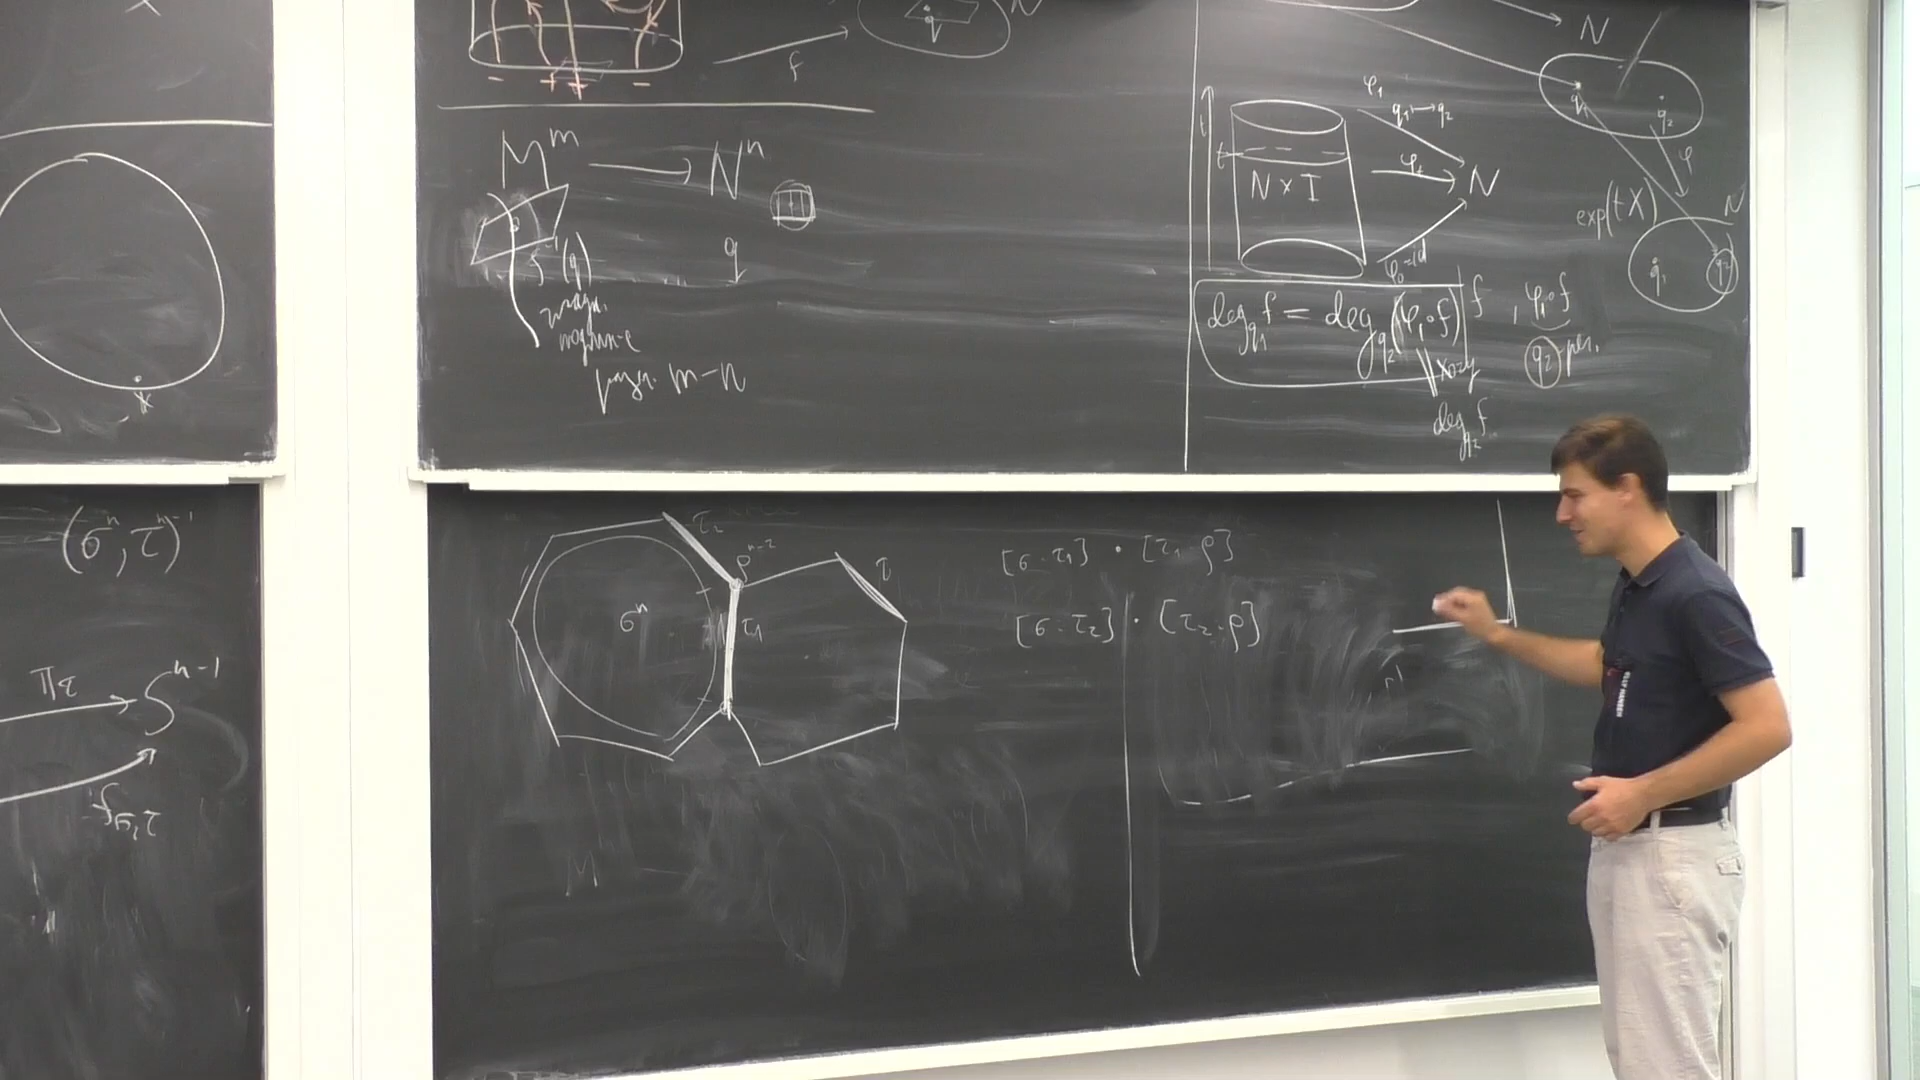 f
q
N
- + + -
M^m → N^n
f^{-1}(q)
q
m-n
N
q_1
q_2
φ
φ_1
q_1 ↦ q_2
t
t
N × I
φ_t
N
φ_0 = id
exp(tX)
N
q_1
q_2
deg_{q_1} f = deg_{q_2} (φ_1∘f)
f , φ_1∘f
q_2
deg_{q_2} f
(σ^n, τ^{n-1})
π_τ
S^{n-1}
f_{σ,τ}
τ_2
ρ^{n-2}
τ
σ^n
τ_1
[σ:τ_1] · [τ_1:ρ]
[σ:τ_2] · [τ_2:ρ]
M